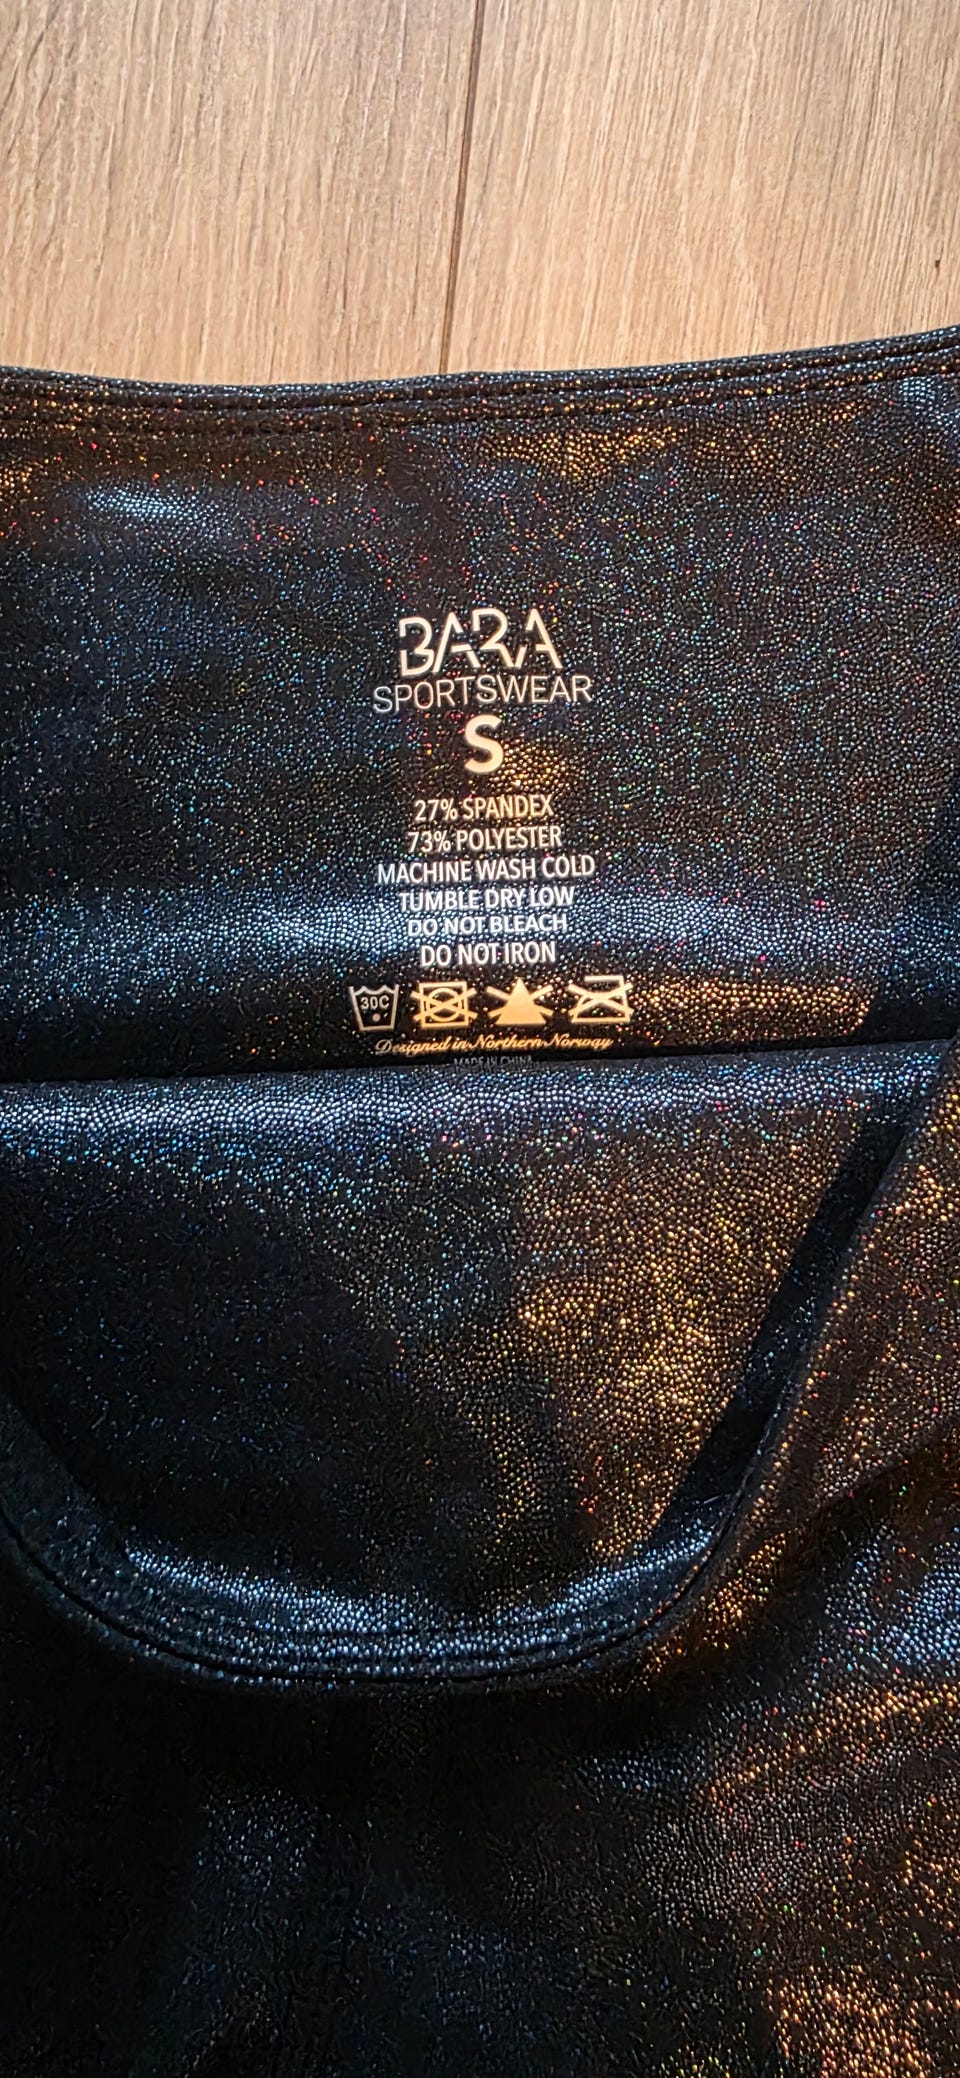 BARA
SPORTSWEAR
S
27% SPANDEX
73% POLYESTER
MACHINE WASH COLD
TUMBLE DRY LOW
DO NOT BLEACH
DO NOT IRON
30C
Designed in Northern Norway
MADE IN CHINA